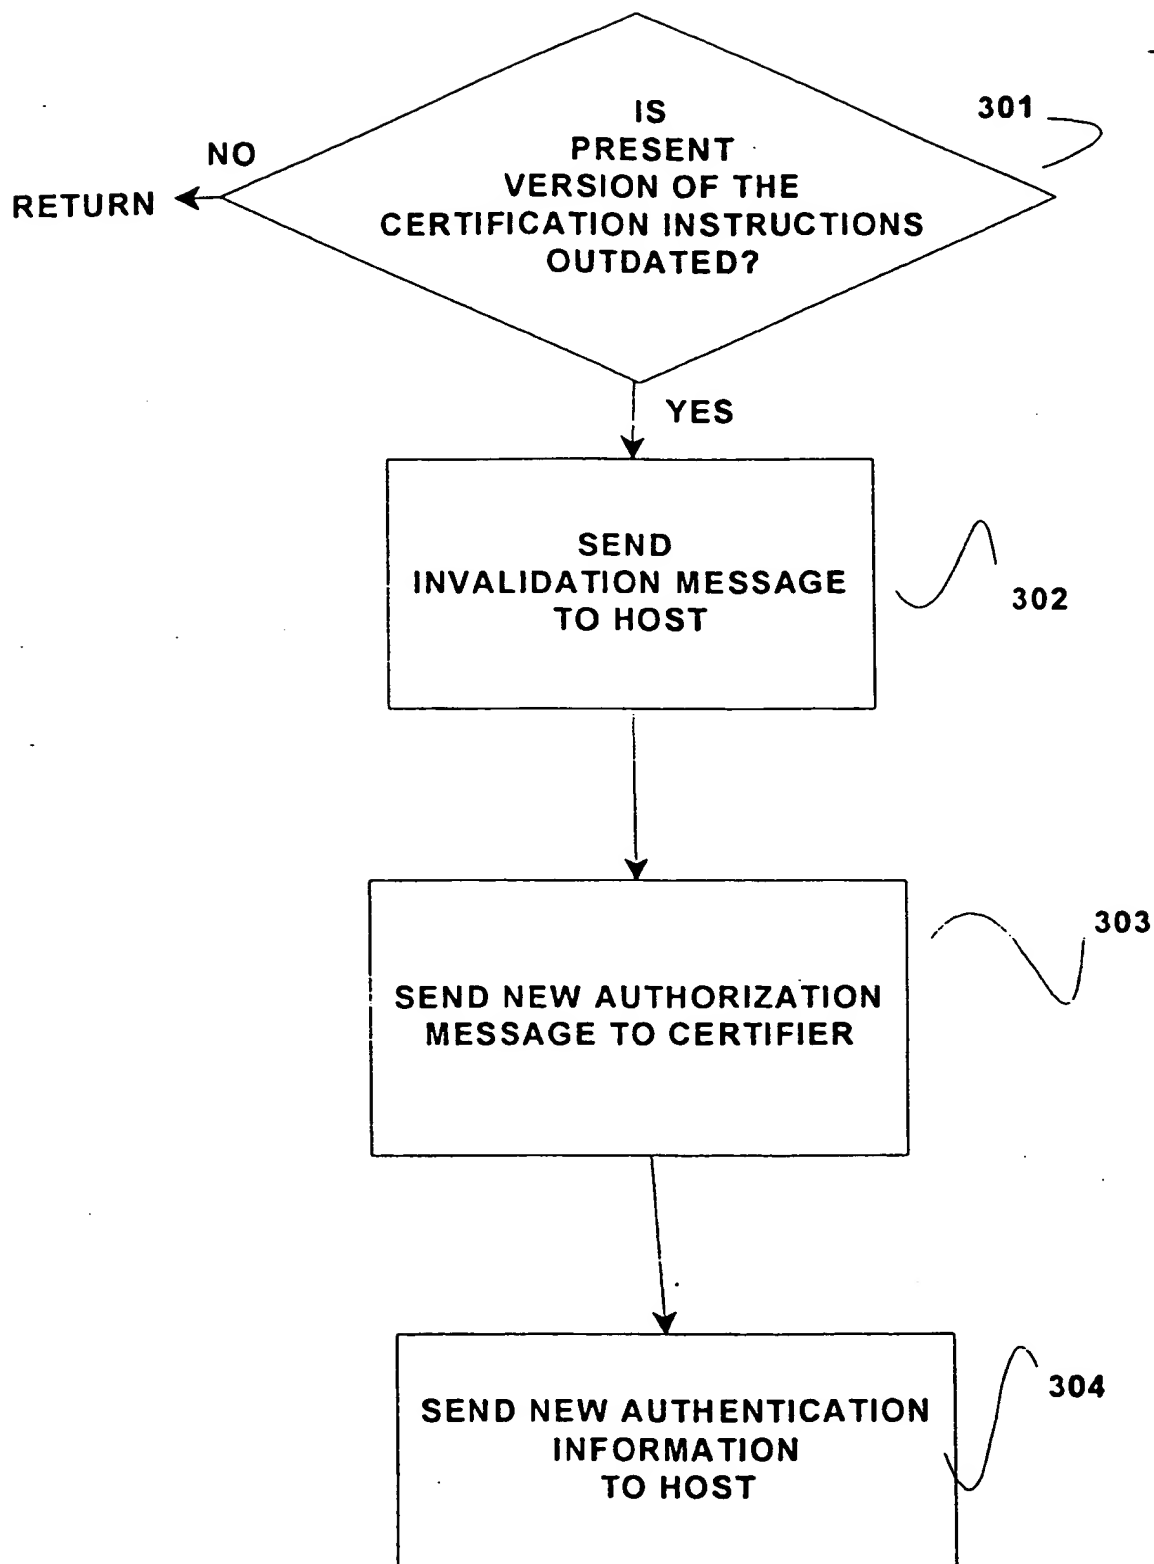 IS
PRESENT
VERSION OF THE
CERTIFICATION INSTRUCTIONS
OUTDATED?
301
NO
RETURN
YES
SEND
INVALIDATION MESSAGE
TO HOST
302
SEND NEW AUTHORIZATION
MESSAGE TO CERTIFIER
303
SEND NEW AUTHENTICATION
INFORMATION
TO HOST
304